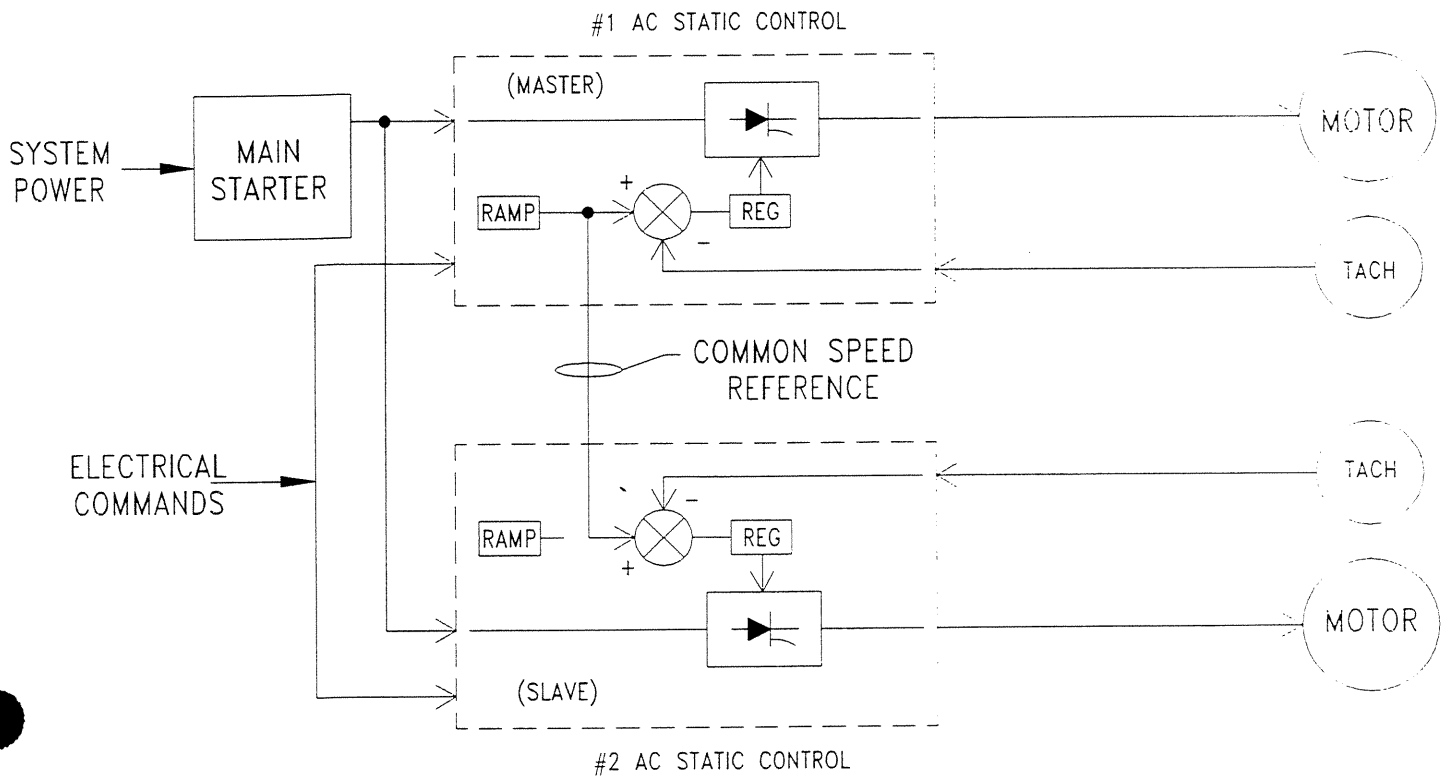 #1 AC STATIC CONTROL
(MASTER)
MOTOR
SYSTEM
POWER
MAIN
STARTER
RAMP
+
REG
-
TACH
COMMON SPEED
REFERENCE
ELECTRICAL
COMMANDS
TACH
-
RAMP
+
REG
MOTOR
(SLAVE)
#2 AC STATIC CONTROL